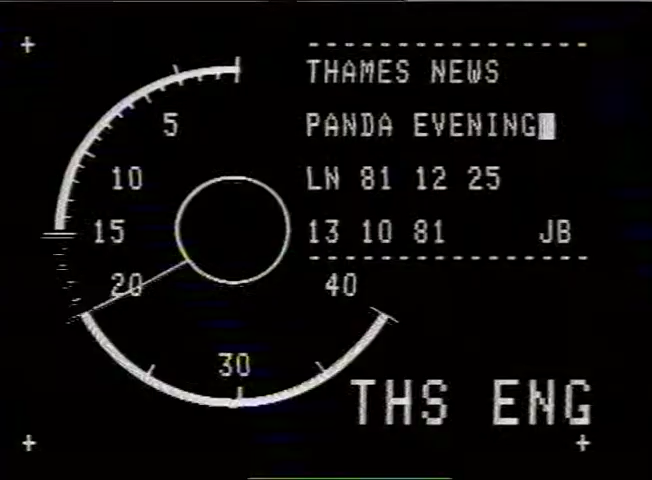 THAMES NEWS
PANDA EVENING
LN 81 12 25
13 10 81 JB
5
10
15
20
30
40
THS ENG